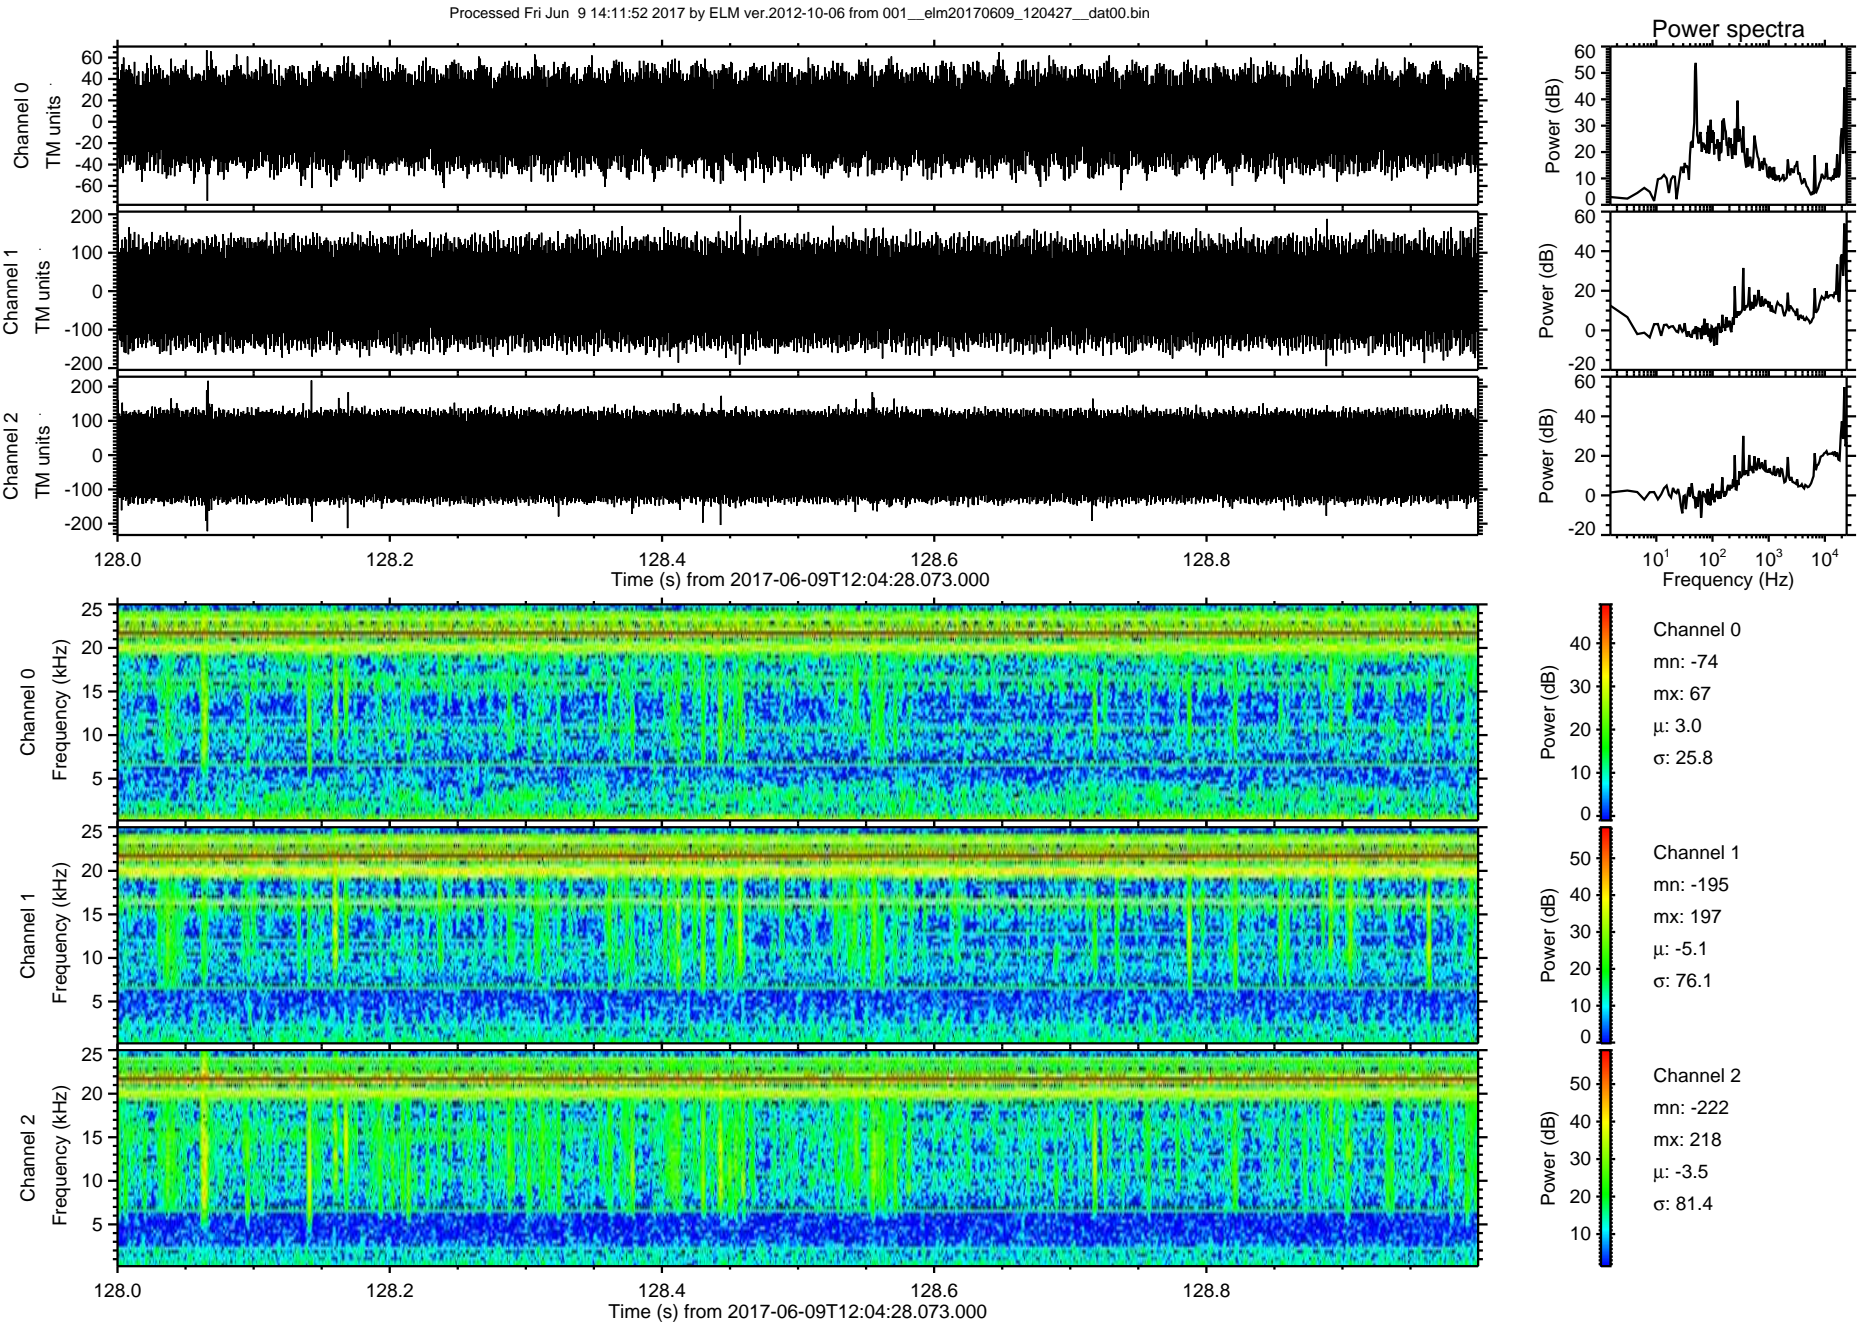 Processed Fri Jun  9 14:11:52 2017 by ELM ver.2012-10-06 from 001__elm20170609_120427__dat00.bin
Power spectra
Channel 0
TM units
60
40
20
0
-20
-40
-60
Power (dB)
60
50
40
30
20
10
0
Channel 1
TM units
200
100
0
-100
-200
Power (dB)
60
40
20
0
-20
Channel 2
TM units
200
100
0
-100
-200
Power (dB)
60
40
20
0
-20
128.0 128.2 128.4 128.6 128.8
Time (s) from 2017-06-09T12:04:28.073.000
10¹ 10² 10³ 10⁴
Frequency (Hz)
Channel 0
Frequency (kHz)
25
20
15
10
5
Power (dB)
40
30
20
10
0
Channel 0
mn: -74
mx: 67
µ: 3.0
σ: 25.8
Channel 1
Frequency (kHz)
25
20
15
10
5
Power (dB)
50
40
30
20
10
0
Channel 1
mn: -195
mx: 197
µ: -5.1
σ: 76.1
Channel 2
Frequency (kHz)
25
20
15
10
5
Power (dB)
50
40
30
20
10
Channel 2
mn: -222
mx: 218
µ: -3.5
σ: 81.4
128.0 128.2 128.4 128.6 128.8
Time (s) from 2017-06-09T12:04:28.073.000